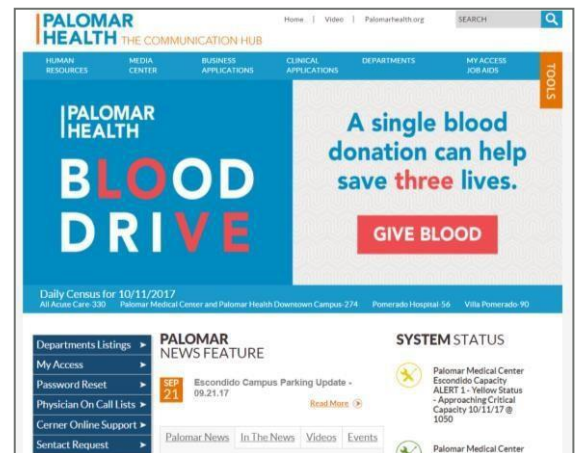 PALOMAR
HEALTH THE COMMUNICATION HUB
Home | Video | Palomarhealth.org
SEARCH
HUMAN
RESOURCES
MEDIA
CENTER
BUSINESS
APPLICATIONS
CLINICAL
APPLICATIONS
DEPARTMENTS
MY ACCESS
JOB AIDS
TOOLS
PALOMAR
HEALTH
BLOOD
DRIVE
A single blood
donation can help
save three lives.
GIVE BLOOD
Daily Census for 10/11/2017
All Acute Care-330 Palomar Medical Center and Palomar Health Downtown Campus-274 Pomerado Hospital-56 Villa Pomerado-90
Departments Listings
My Access
Password Reset
Physician On Call Lists
Cerner Online Support
Sentact Request
PALOMAR
NEWS FEATURE
SEP
21
Escondido Campus Parking Update -
09.21.17
Read More
Palomar News In The News Videos Events
SYSTEM STATUS
Palomar Medical Center
Escondido Capacity
ALERT 1 - Yellow Status
- Approaching Critical
Capacity 10/11/17 @
1050
Palomar Medical Center